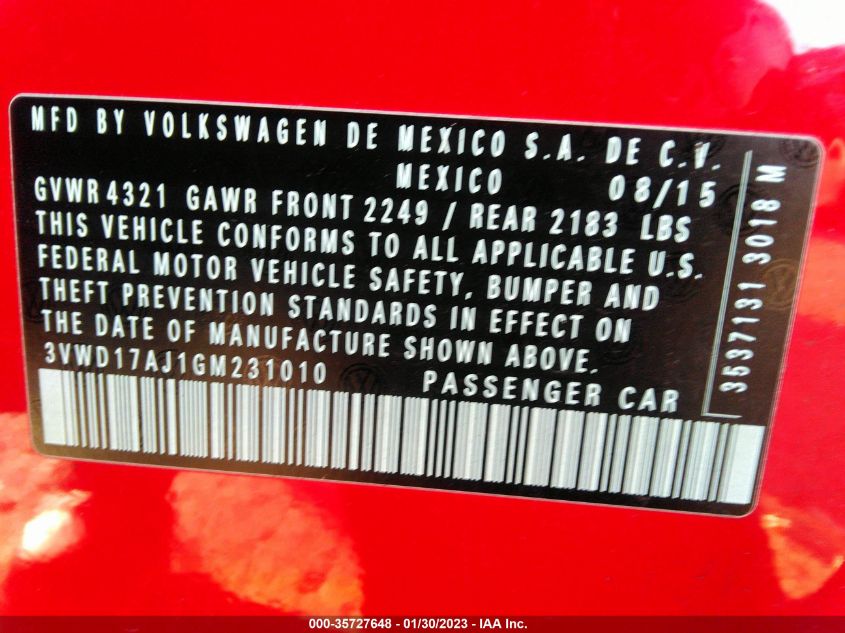 MFD BY VOLKSWAGEN DE MEXICO S.A. DE C.V.
MEXICO 08/15
GVWR 4321 GAWR FRONT 2249 / REAR 2183 LBS
THIS VEHICLE CONFORMS TO ALL APPLICABLE U.S.
FEDERAL MOTOR VEHICLE SAFETY, BUMPER AND
THEFT PREVENTION STANDARDS IN EFFECT ON
THE DATE OF MANUFACTURE SHOWN ABOVE.
3VWD17AJ1GM231010 PASSENGER CAR
3537131 3018 M
000-35727648 - 01/30/2023 - IAA Inc.